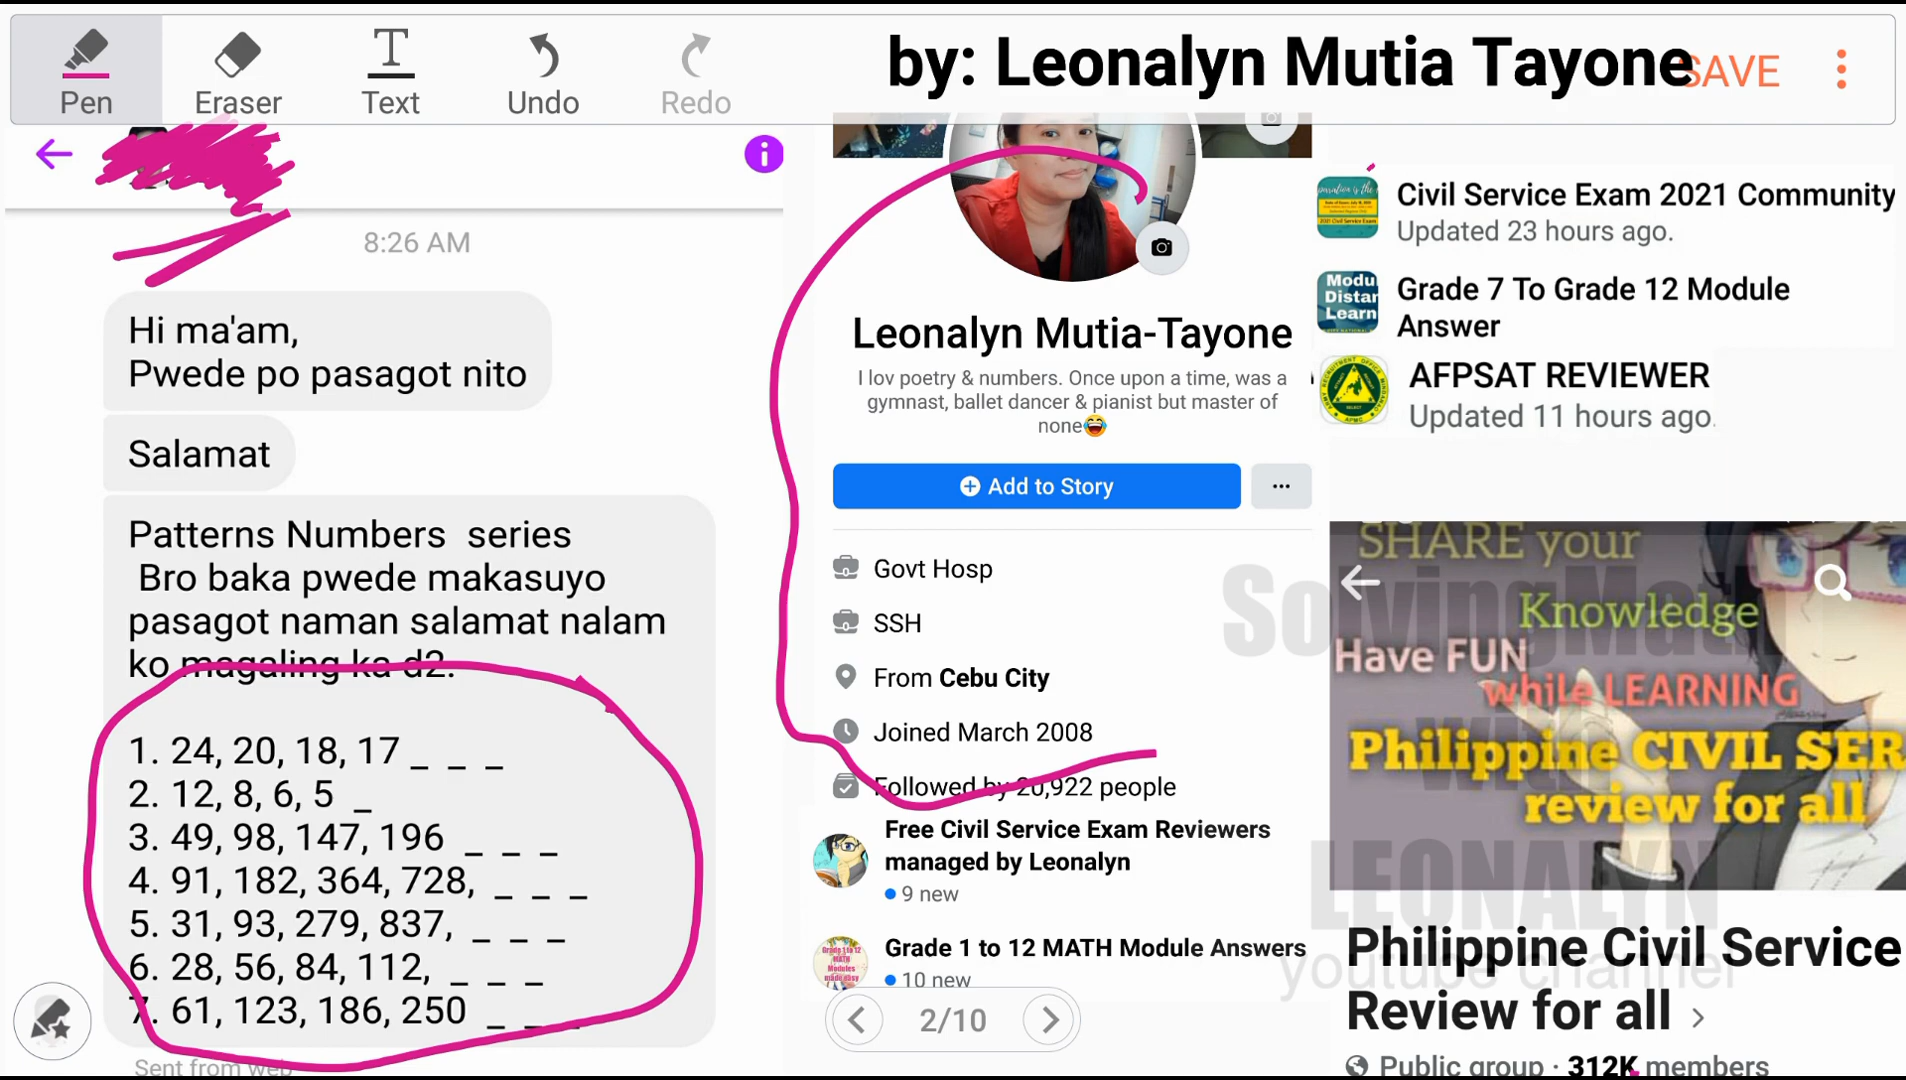 Pen
Eraser
Text
Undo
Redo
by: Leonalyn Mutia Tayone
SAVE
8:26 AM
Hi ma'am,
Pwede po pasagot nito
Salamat
Patterns Numbers series
Bro baka pwede makasuyo
pasagot naman salamat nalam
ko magaling ka d2.
1. 24, 20, 18, 17 _ _ _
2. 12, 8, 6, 5 _
3. 49, 98, 147, 196 _ _ _
4. 91, 182, 364, 728, _ _ _
5. 31, 93, 279, 837, _ _ _
6. 28, 56, 84, 112, _ _ _
7. 61, 123, 186, 250 _ _ _
Sent from web
Leonalyn Mutia-Tayone
I lov poetry & numbers. Once upon a time, was a
gymnast, ballet dancer & pianist but master of
none😂
Add to Story
Govt Hosp
SSH
From Cebu City
Joined March 2008
Followed by 20,922 people
Free Civil Service Exam Reviewers
managed by Leonalyn
9 new
Grade 1 to 12 MATH Module Answers
10 new
2/10
Civil Service Exam 2021 Community
Updated 23 hours ago.
Modu
Distan
Learn
Grade 7 To Grade 12 Module
Answer
AFPSAT REVIEWER
Updated 11 hours ago.
SHARE your
Knowledge
Have FUN
while LEARNING
Philippine CIVIL SER
review for all
SolvingMath
WITH
LEONALYN
youtube channel
Philippine Civil Service
Review for all
Public group · 312K members